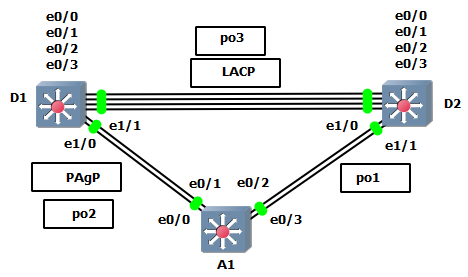 e0/0
e0/1
e0/2
e0/3
po3
LACP
e0/0
e0/1
e0/2
e0/3
D1
D2
e1/1
e1/0
e1/0
e1/1
PAgP
po2
e0/1
e0/0
e0/2
e0/3
po1
A1